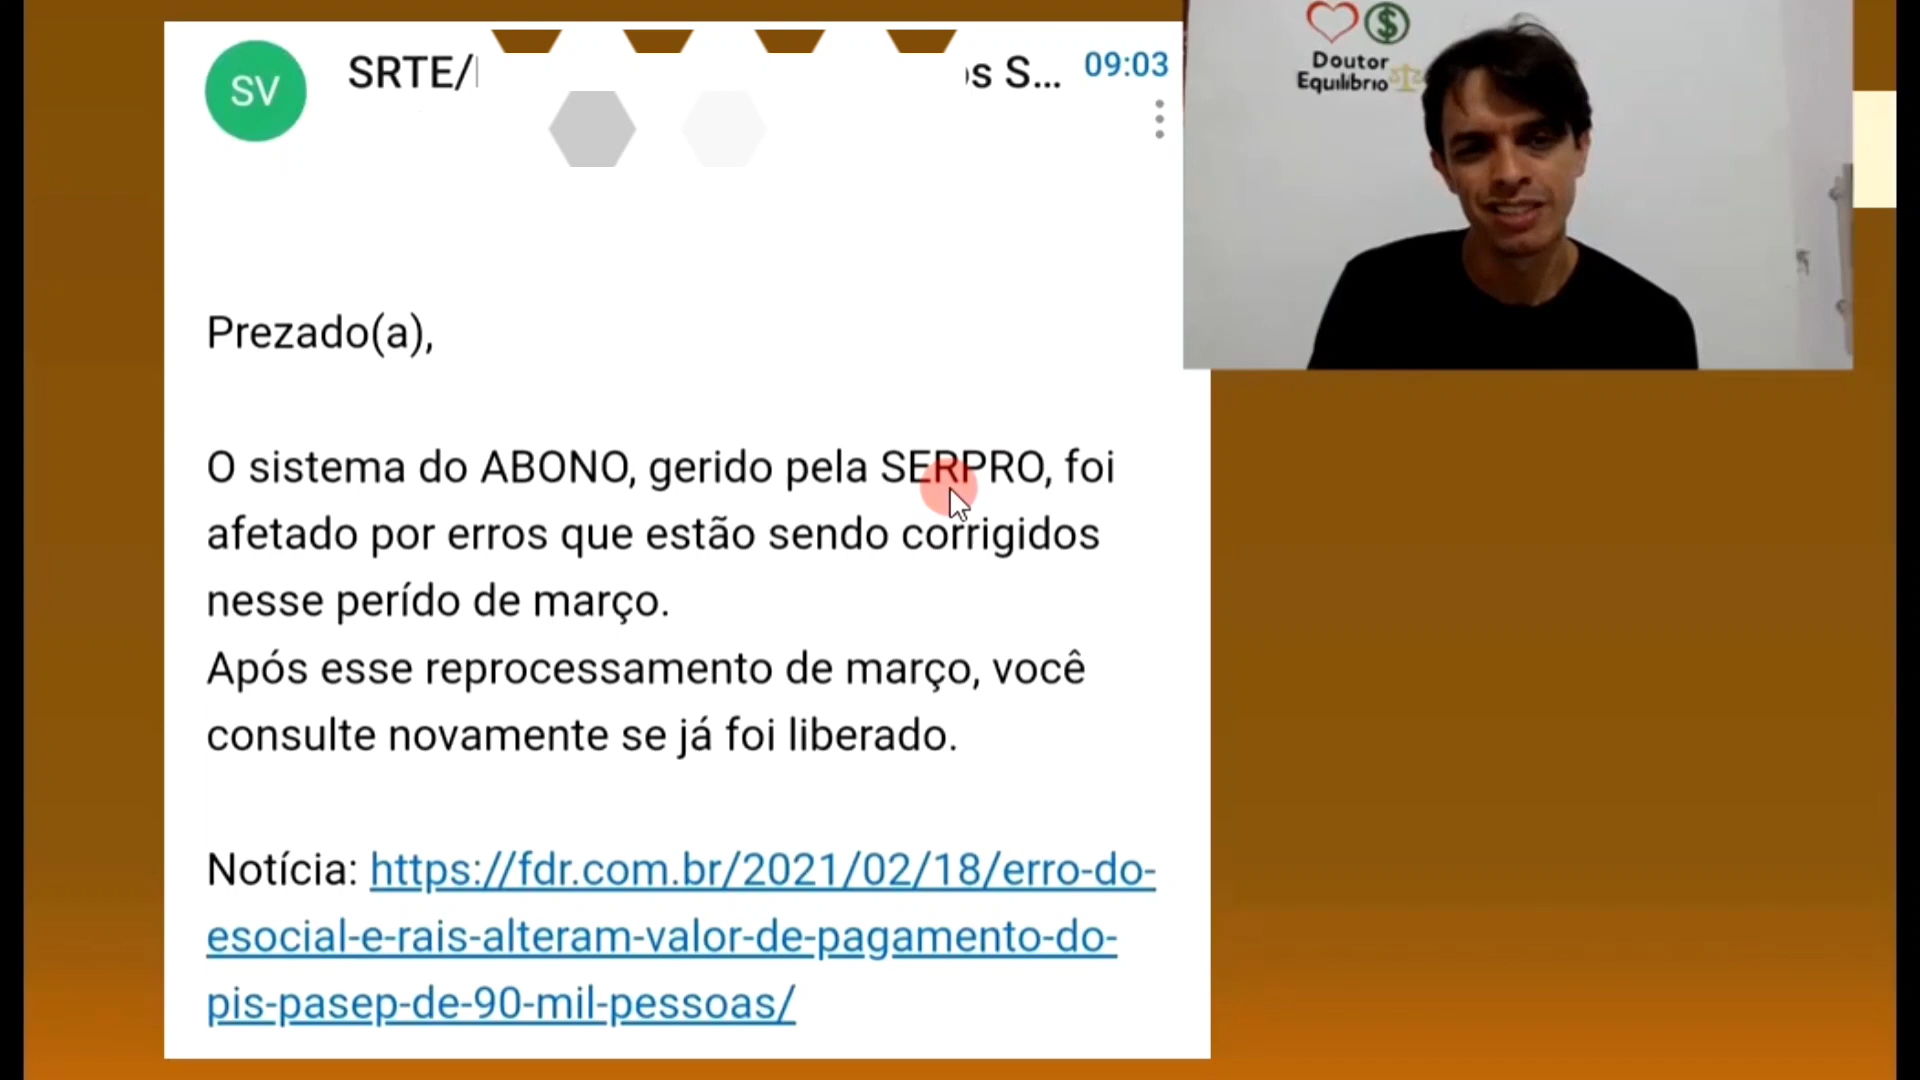 SV
SRTE/
s S...
09:03
Prezado(a),
O sistema do ABONO, gerido pela SERPRO, foi
afetado por erros que estão sendo corrigidos
nesse perído de março.
Após esse reprocessamento de março, você
consulte novamente se já foi liberado.
Notícia: https://fdr.com.br/2021/02/18/erro-do-
esocial-e-rais-alteram-valor-de-pagamento-do-
pis-pasep-de-90-mil-pessoas/
$
Doutor
Equilíbrio